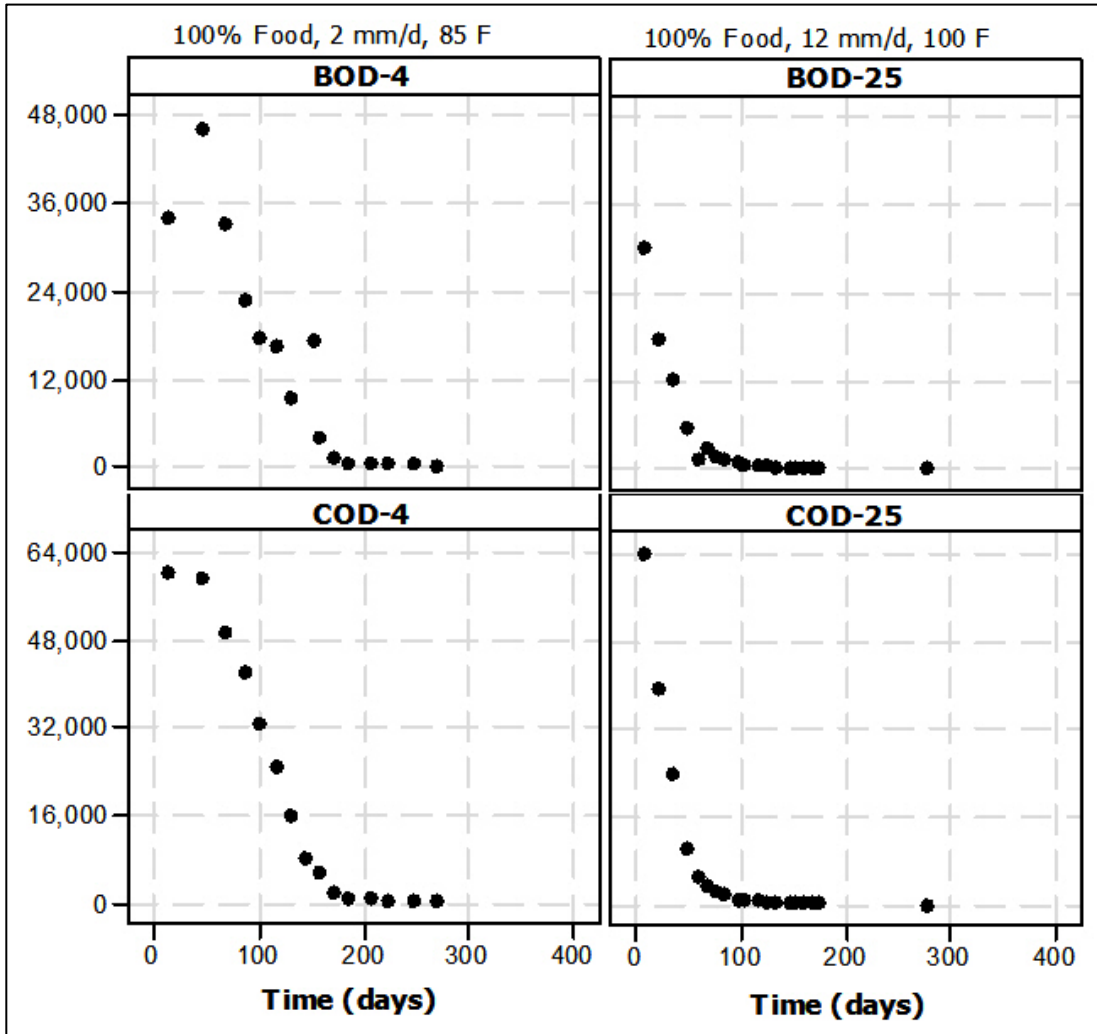 100% Food, 2 mm/d, 85 F
100% Food, 12 mm/d, 100 F
BOD-4
BOD-25
48,000
36,000
24,000
12,000
0
COD-4
COD-25
64,000
48,000
32,000
16,000
0
0 100 200 300 400
0 100 200 300 400
Time (days)
Time (days)